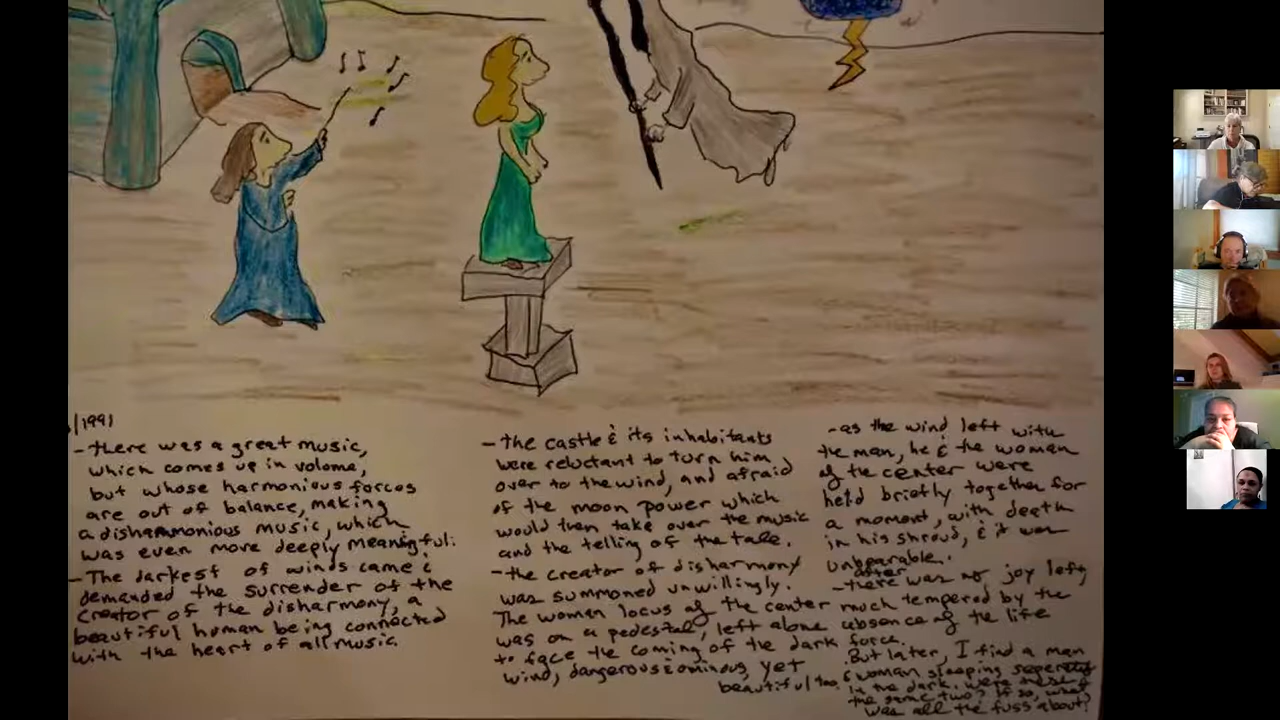 /1991
- there was a great music,
which comes up in volume,
but whose harmonious forces
are out of balance, making
a disharmonious music, which
was even more deeply meaningful.
- The darkest of winds came &
demanded the surrender of the
creator of the disharmony, a
beautiful human being connected
with the heart of all music.
- the castle & its inhabitants
were reluctant to turn him
over to the wind, and afraid
of the moon power which
would then take over the music
and the telling of the tale.
- the creator of disharmony
was summoned unwillingly.
The woman locus of the center
was on a pedestal, left alone
to face the coming of the dark
wind, dangerous & ominous, yet
beautiful too.
- as the wind left with
the man, he & the woman
of the center were
held briefly together for
a moment, with death
in his shroud, & it was
unbearable.
- there was no joy left after
much tempered by the
absence of the life
force.
But later, I find a man
& woman sleeping seperately
in the dark. were these
the same two? If so, what
was all the fuss about?